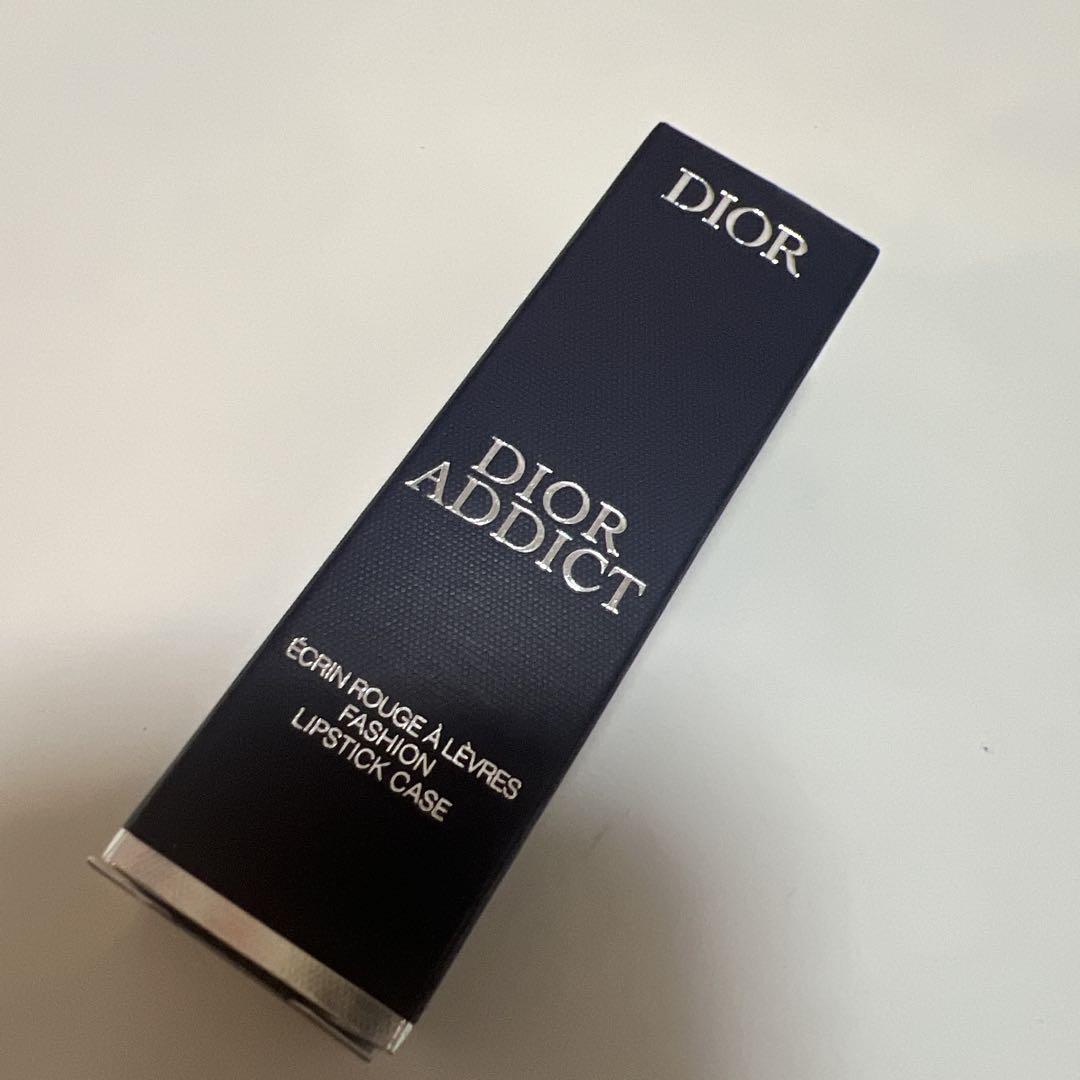 DIOR
DIOR
ADDICT
ÉCRIN ROUGE À LÈVRES
FASHION
LIPSTICK CASE